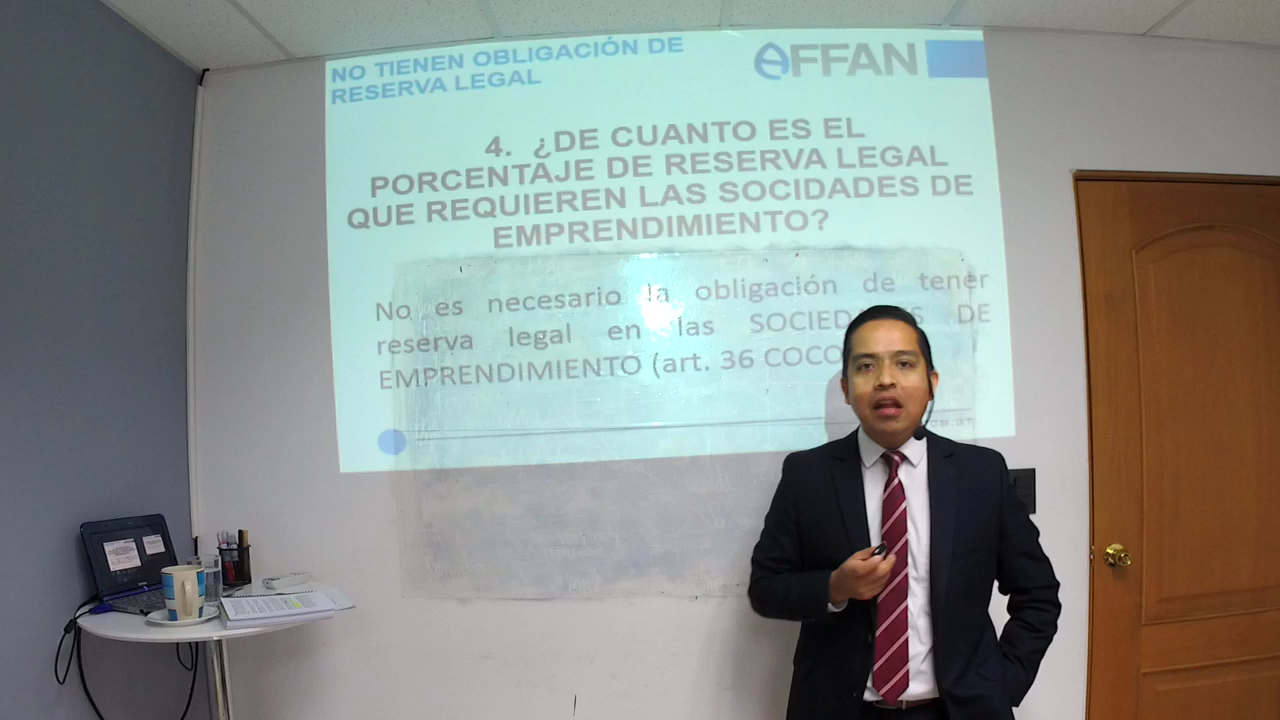 NO TIENEN OBLIGACIÓN DE
RESERVA LEGAL
AFFAN
4. ¿DE CUANTO ES EL
PORCENTAJE DE RESERVA LEGAL
QUE REQUIEREN LAS SOCIDADES DE
EMPRENDIMIENTO?
No es necesario la obligación de tener
reserva legal en las DE
EMPRENDIMIENTO (art. 36